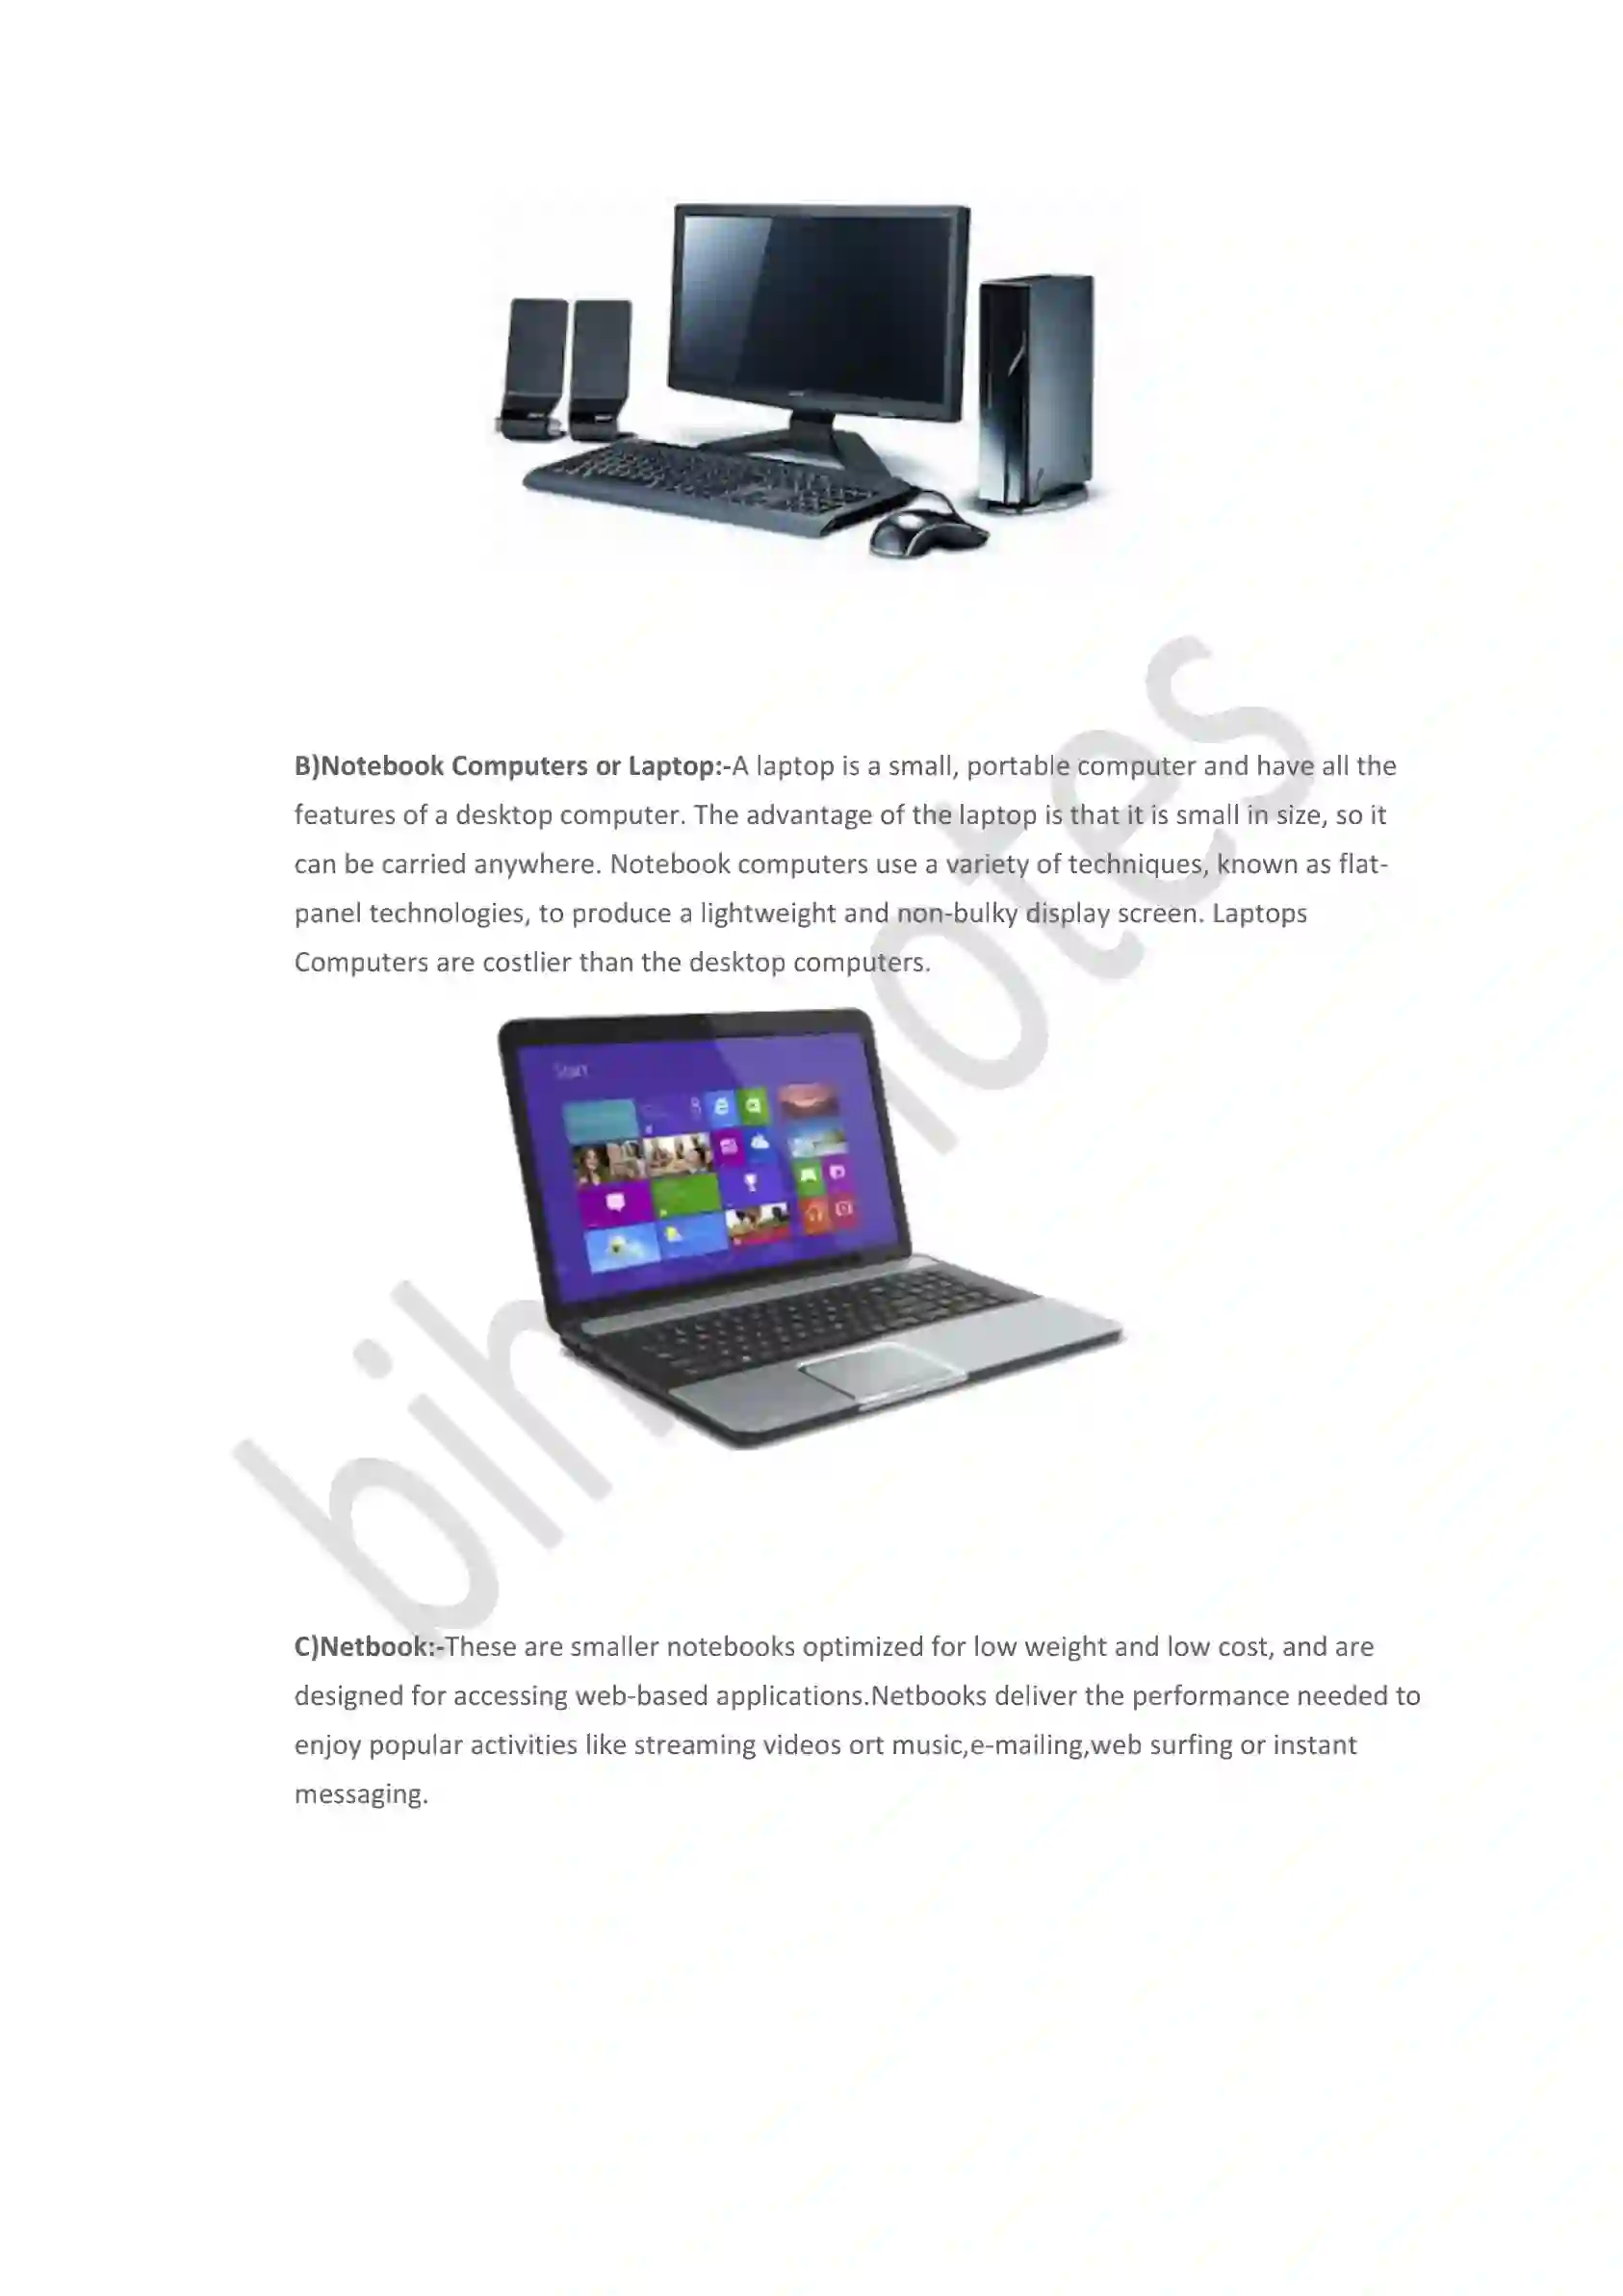 B)Notebook Computers or Laptop:-A laptop is a small, portable computer and have all the
features of a desktop computer. The advantage of the laptop is that it is small in size, so it
can be carried anywhere. Notebook computers use a variety of techniques, known as flat-
panel technologies, to produce a lightweight and non-bulky display screen. Laptops
Computers are costlier than the desktop computers.
Start
C)Netbook:-These are smaller notebooks optimized for low weight and low cost, and are
designed for accessing web-based applications.Netbooks deliver the performance needed to
enjoy popular activities like streaming videos ort music,e-mailing,web surfing or instant
messaging.